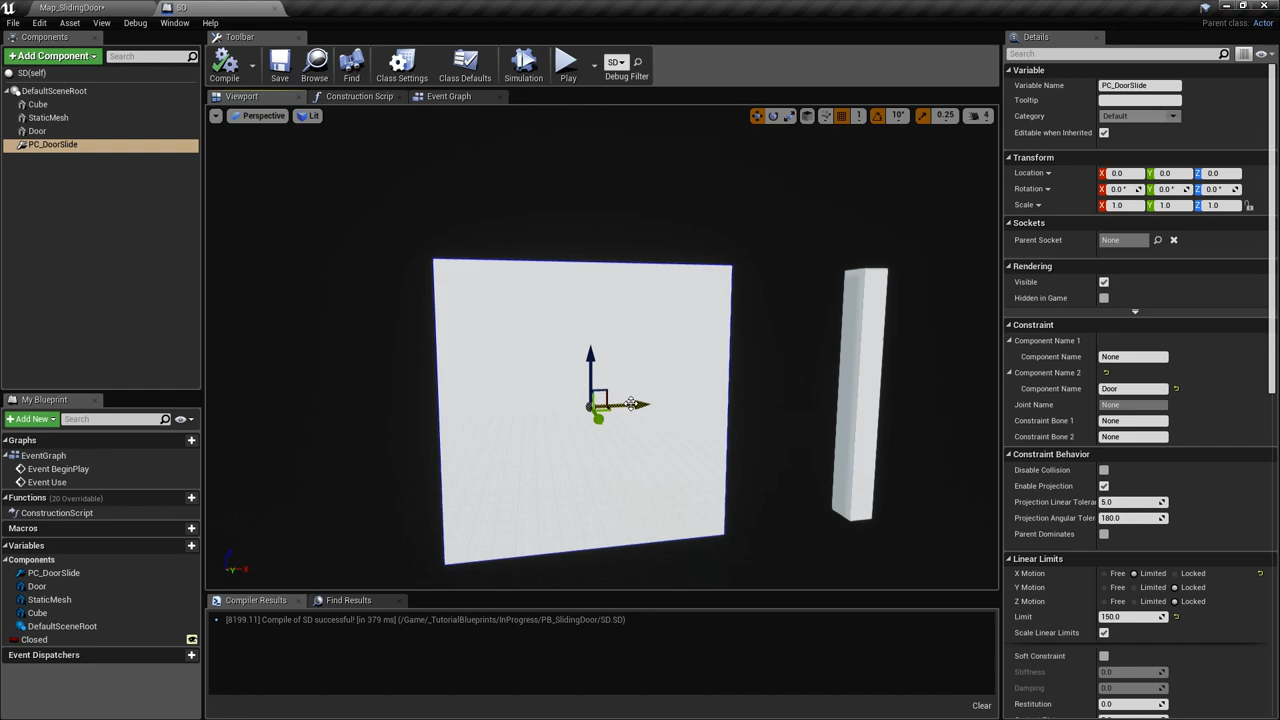 Map_SlidingDoor*
SD
File Edit Asset View Debug Window Help
Parent class: Actor
Components
Toolbar
Details
+Add Component
Search
Compile
Save
Browse
Find
Class Settings
Class Defaults
Simulation
Play
SD
Debug Filter
Search
SD(self)
DefaultSceneRoot
Cube
StaticMesh
Door
PC_DoorSlide
Viewport
Construction Scrip
Event Graph
Perspective
Lit
1
10°
0.25
4
Variable
Variable Name PC_DoorSlide
Tooltip
Category Default
Editable when Inherited
Transform
Location X 0.0 Y 0.0 Z 0.0
Rotation X 0.0 ° Y 0.0 ° Z 0.0 °
Scale X 1.0 Y 1.0 Z 1.0
Sockets
Parent Socket None
Rendering
Visible
Hidden in Game
Constraint
Component Name 1
Component Name None
Component Name 2
Component Name Door
Joint Name None
Constraint Bone 1 None
Constraint Bone 2 None
Constraint Behavior
Disable Collision
Enable Projection
Projection Linear Tolerar 5.0
Projection Angular Toler 180.0
Parent Dominates
Linear Limits
X Motion Free Limited Locked
Y Motion Free Limited Locked
Z Motion Free Limited Locked
Limit 150.0
Scale Linear Limits
Soft Constraint
Stiffness 0.0
Damping 0.0
Restitution 0.0
My Blueprint
+Add New
Search
Graphs
EventGraph
Event BeginPlay
Event Use
Functions (20 Overridable)
ConstructionScript
Macros
Variables
Components
PC_DoorSlide
Door
StaticMesh
Cube
DefaultSceneRoot
Closed
Event Dispatchers
Z
Y
X
Compiler Results
Find Results
[8199.11] Compile of SD successful! [in 379 ms] (/Game/_TutorialBlueprints/InProgress/PB_SlidingDoor/SD.SD)
Clear